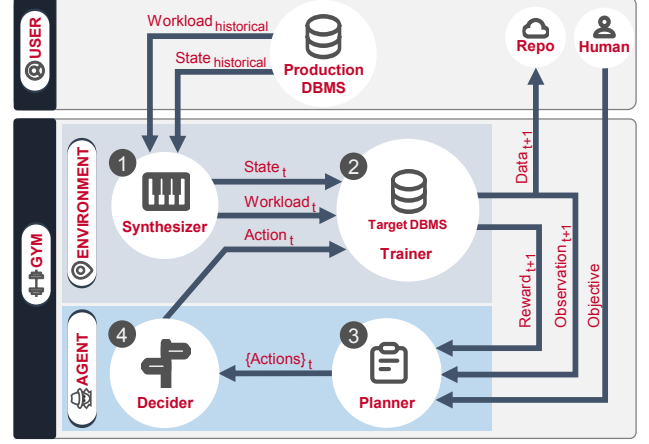 @ USER
Workload historical
State historical
Production
DBMS
Repo
Human
GYM
ENVIRONMENT
1
Synthesizer
State t
Workload t
Action t
2
Target DBMS
Trainer
Data t+1
Reward t+1
Observation t+1
Objective
AGENT
4
Decider
{Actions} t
3
Planner